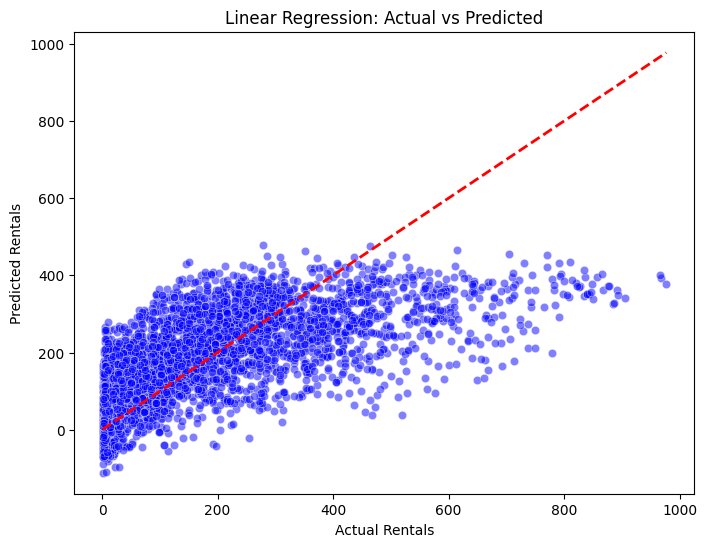 Linear Regression: Actual vs Predicted
1000
800
600
400
200
0
Predicted Rentals
0 200 400 600 800 1000
Actual Rentals